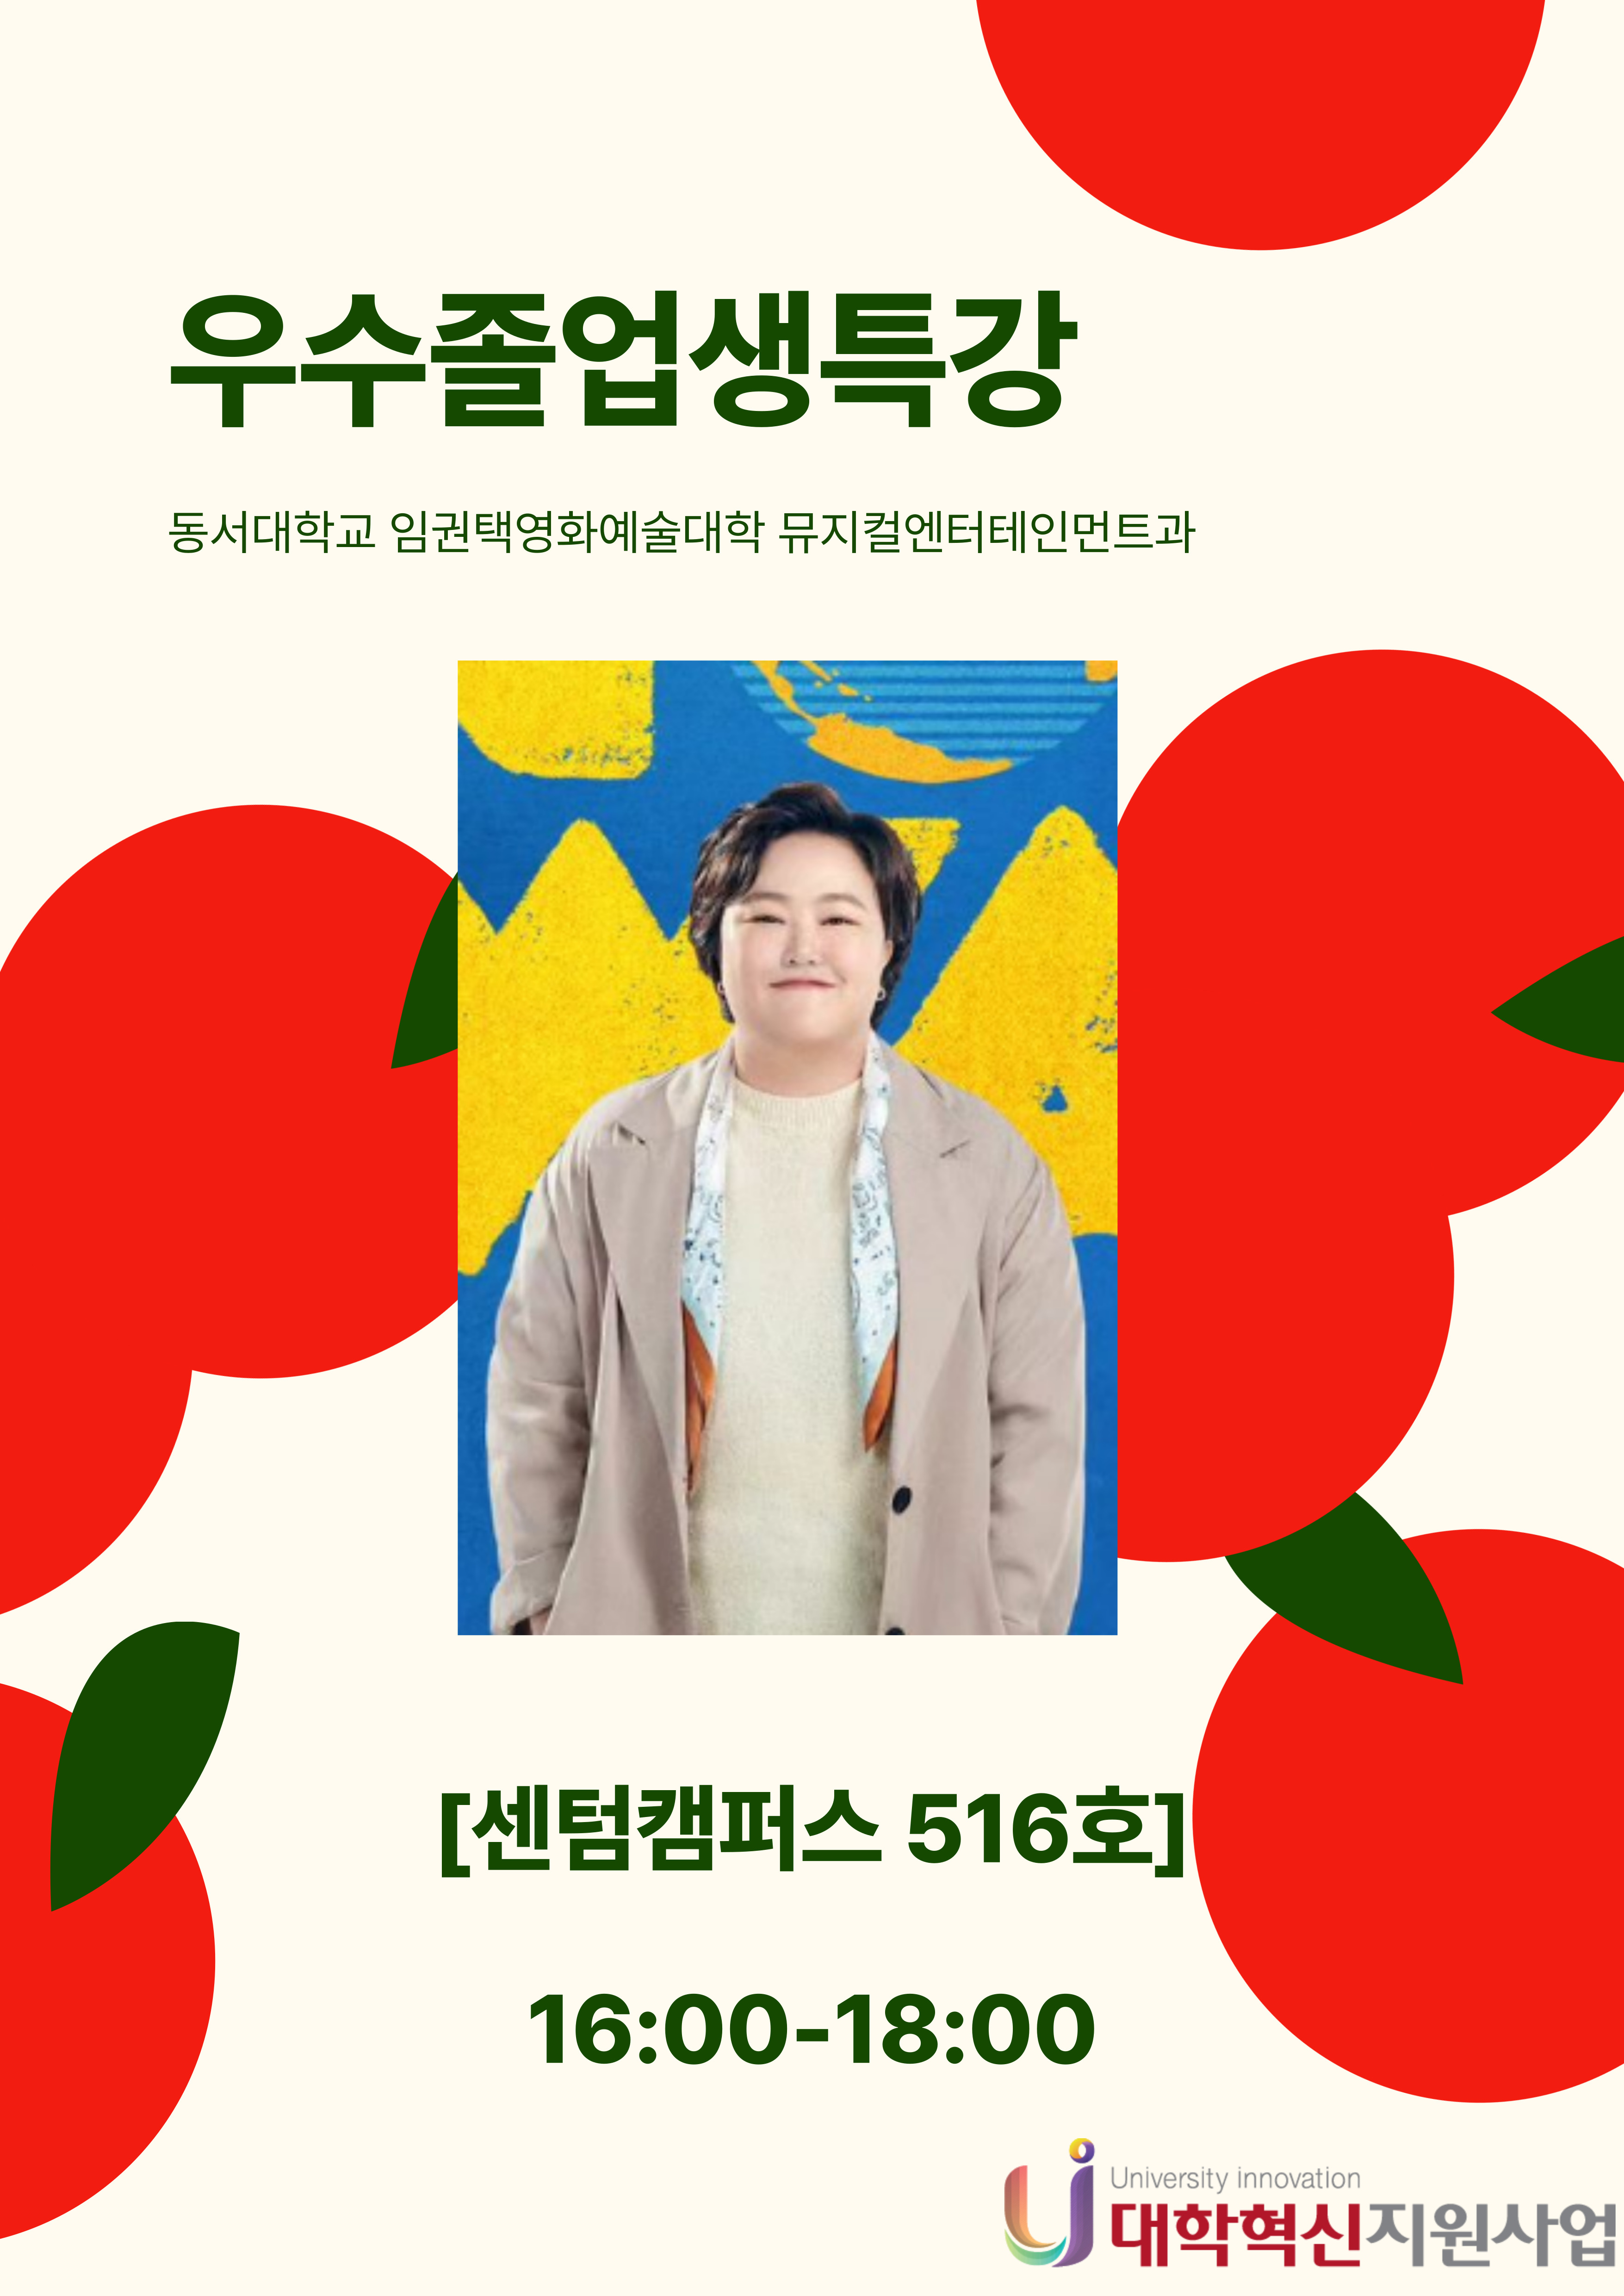 우수졸업생특강
동서대학교 임권택영화예술대학 뮤지컬엔터테인먼트과
[센텀캠퍼스 516호]
16:00-18:00
University innovation
대학혁신지원사업